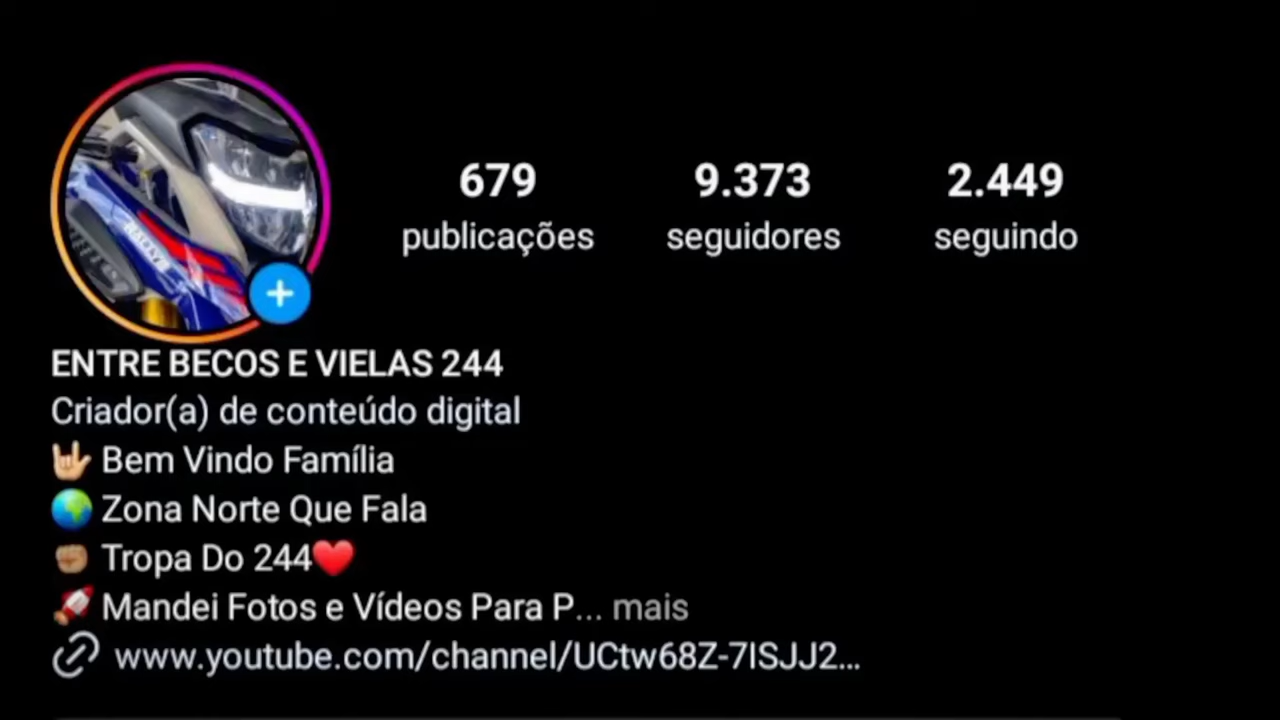 679
9.373
2.449
publicações
seguidores
seguindo
RALLYE
ENTRE BECOS E VIELAS 244
Criador(a) de conteúdo digital
🤟🏼 Bem Vindo Família
🌍 Zona Norte Que Fala
✊🏽 Tropa Do 244❤️
🚀 Mandei Fotos e Vídeos Para P... mais
www.youtube.com/channel/UCtw68Z-7ISJJ2...